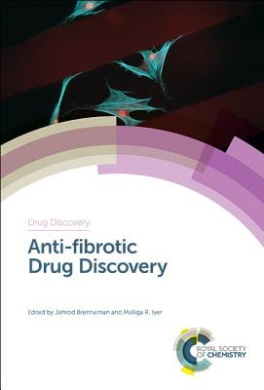 Drug Discovery
Anti-fibrotic
Drug Discovery
Edited by Jehrod Brenneman and Malliga R. Iyer
ROYAL SOCIETY
OF CHEMISTRY